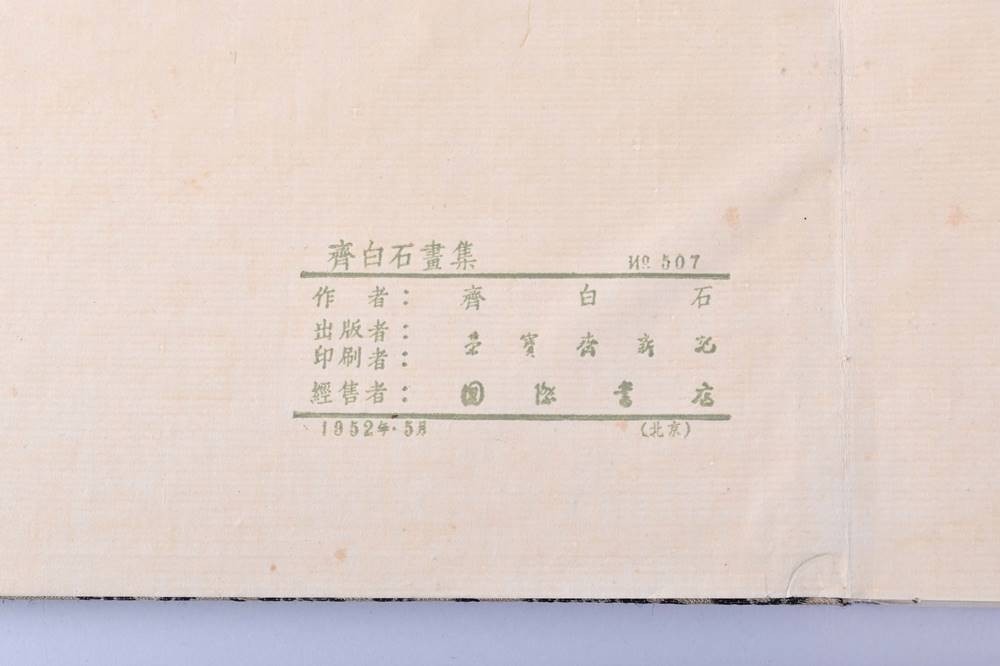 齊白石畫集 №507
作者：齊白石
出版者：
印刷者：榮寶齋新記
經售者：國際書店
1952年·5月 (北京)